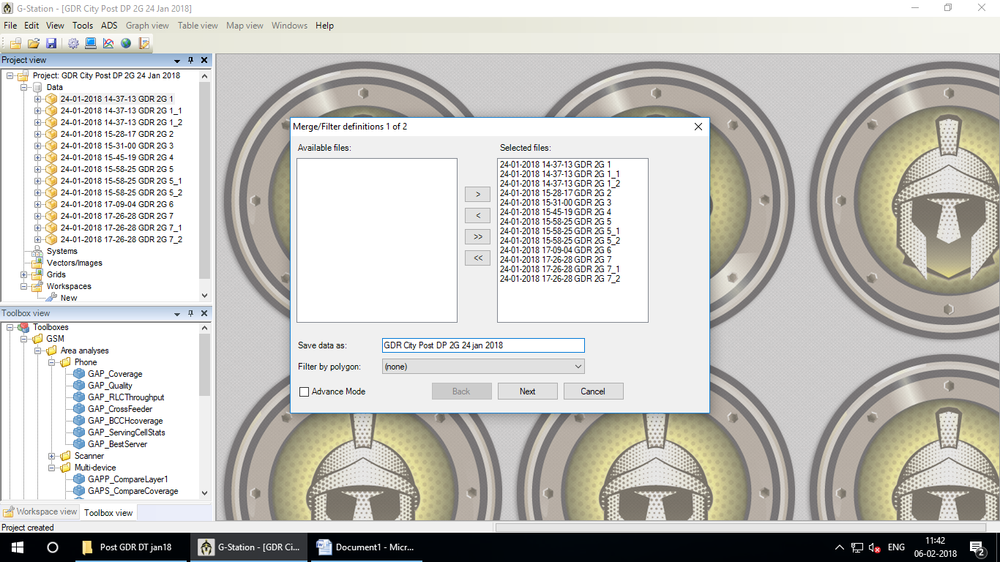 G-Station - [GDR City Post DP 2G 24 Jan 2018]
File Edit View Tools ADS Graph view Table view Map view Windows Help
Project view
Project: GDR City Post DP 2G 24 Jan 2018
Data
24-01-2018 14-37-13 GDR 2G 1
24-01-2018 14-37-13 GDR 2G 1_1
24-01-2018 14-37-13 GDR 2G 1_2
24-01-2018 15-28-17 GDR 2G 2
24-01-2018 15-31-00 GDR 2G 3
24-01-2018 15-45-19 GDR 2G 4
24-01-2018 15-58-25 GDR 2G 5
24-01-2018 15-58-25 GDR 2G 5_1
24-01-2018 15-58-25 GDR 2G 5_2
24-01-2018 17-09-04 GDR 2G 6
24-01-2018 17-26-28 GDR 2G 7
24-01-2018 17-26-28 GDR 2G 7_1
24-01-2018 17-26-28 GDR 2G 7_2
Systems
Vectors/Images
Grids
Workspaces
New
Toolbox view
Toolboxes
GSM
Area analyses
Phone
GAP_Coverage
GAP_Quality
GAP_RLCThroughput
GAP_CrossFeeder
GAP_BCCHcoverage
GAP_ServingCellStats
GAP_BestServer
Scanner
Multi-device
GAPP_CompareLayer1
GAPS_CompareCoverage
Workspace view Toolbox view
Project created
Merge/Filter definitions 1 of 2
Available files: Selected files:
24-01-2018 14-37-13 GDR 2G 1
24-01-2018 14-37-13 GDR 2G 1_1
24-01-2018 14-37-13 GDR 2G 1_2
24-01-2018 15-28-17 GDR 2G 2
24-01-2018 15-31-00 GDR 2G 3
24-01-2018 15-45-19 GDR 2G 4
24-01-2018 15-58-25 GDR 2G 5
24-01-2018 15-58-25 GDR 2G 5_1
24-01-2018 15-58-25 GDR 2G 5_2
24-01-2018 17-09-04 GDR 2G 6
24-01-2018 17-26-28 GDR 2G 7
24-01-2018 17-26-28 GDR 2G 7_1
24-01-2018 17-26-28 GDR 2G 7_2
>
<
>>
<<
Save data as: GDR City Post DP 2G 24 jan 2018
Filter by polygon: (none)
Advance Mode Back Next Cancel
Post GDR DT jan18 G-Station - [GDR Ci... Document1 - Micr... ENG 11:42
06-02-2018 2